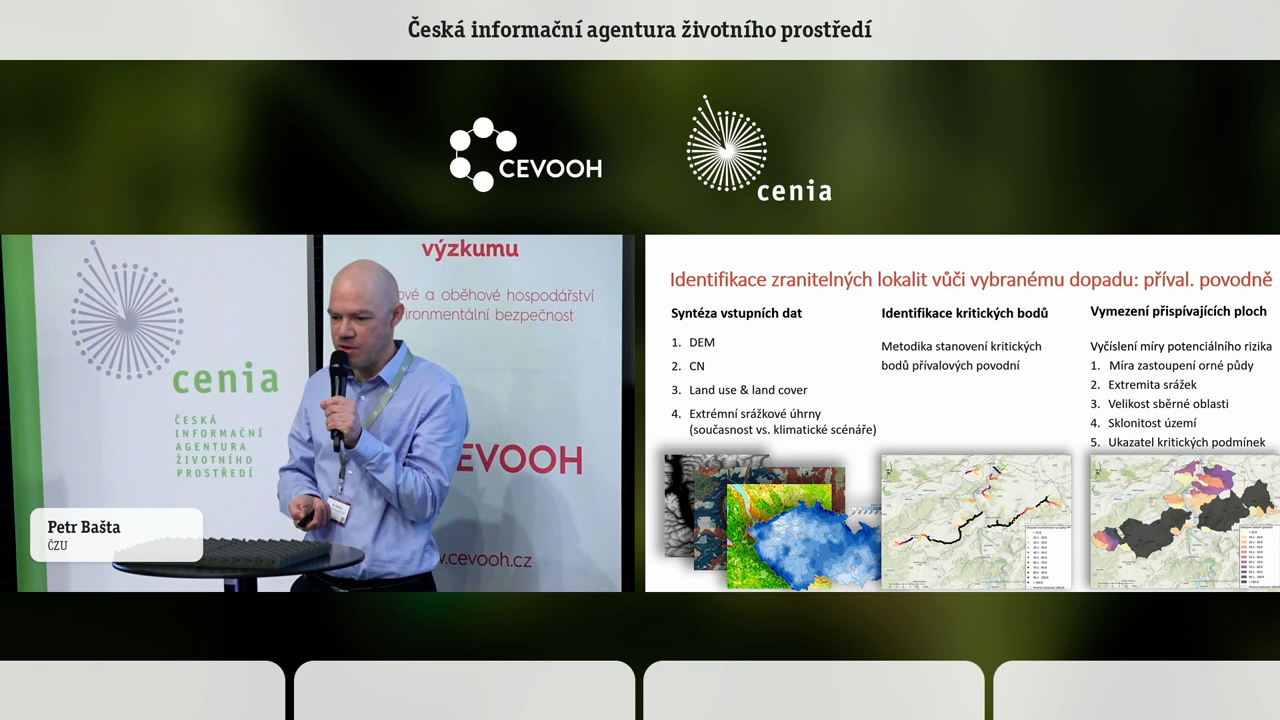 Česká informační agentura životního prostředí
CEVOOH
cenia
výzkumu
ové a oběhové hospodářství
ironmentální bezpečnost
cenia
ČESKÁ
INFORMAČNÍ
AGENTURA
ŽIVOTNÍHO
PROSTŘEDÍ
EVOOH
w.cevooh.cz
Petr Bašta
ČZU
Identifikace zranitelných lokalit vůči vybranému dopadu: příval. povodně
Syntéza vstupních dat
1. DEM
2. CN
3. Land use & land cover
4. Extrémní srážkové úhrny
(současnost vs. klimatické scénáře)
Identifikace kritických bodů
Metodika stanovení kritických
bodů přívalových povodní
Vymezení přispívajících ploch
Vyčíslení míry potenciálního rizika
1. Míra zastoupení orné půdy
2. Extremita srážek
3. Velikost sběrné oblasti
4. Sklonitost území
5. Ukazatel kritických podmínek